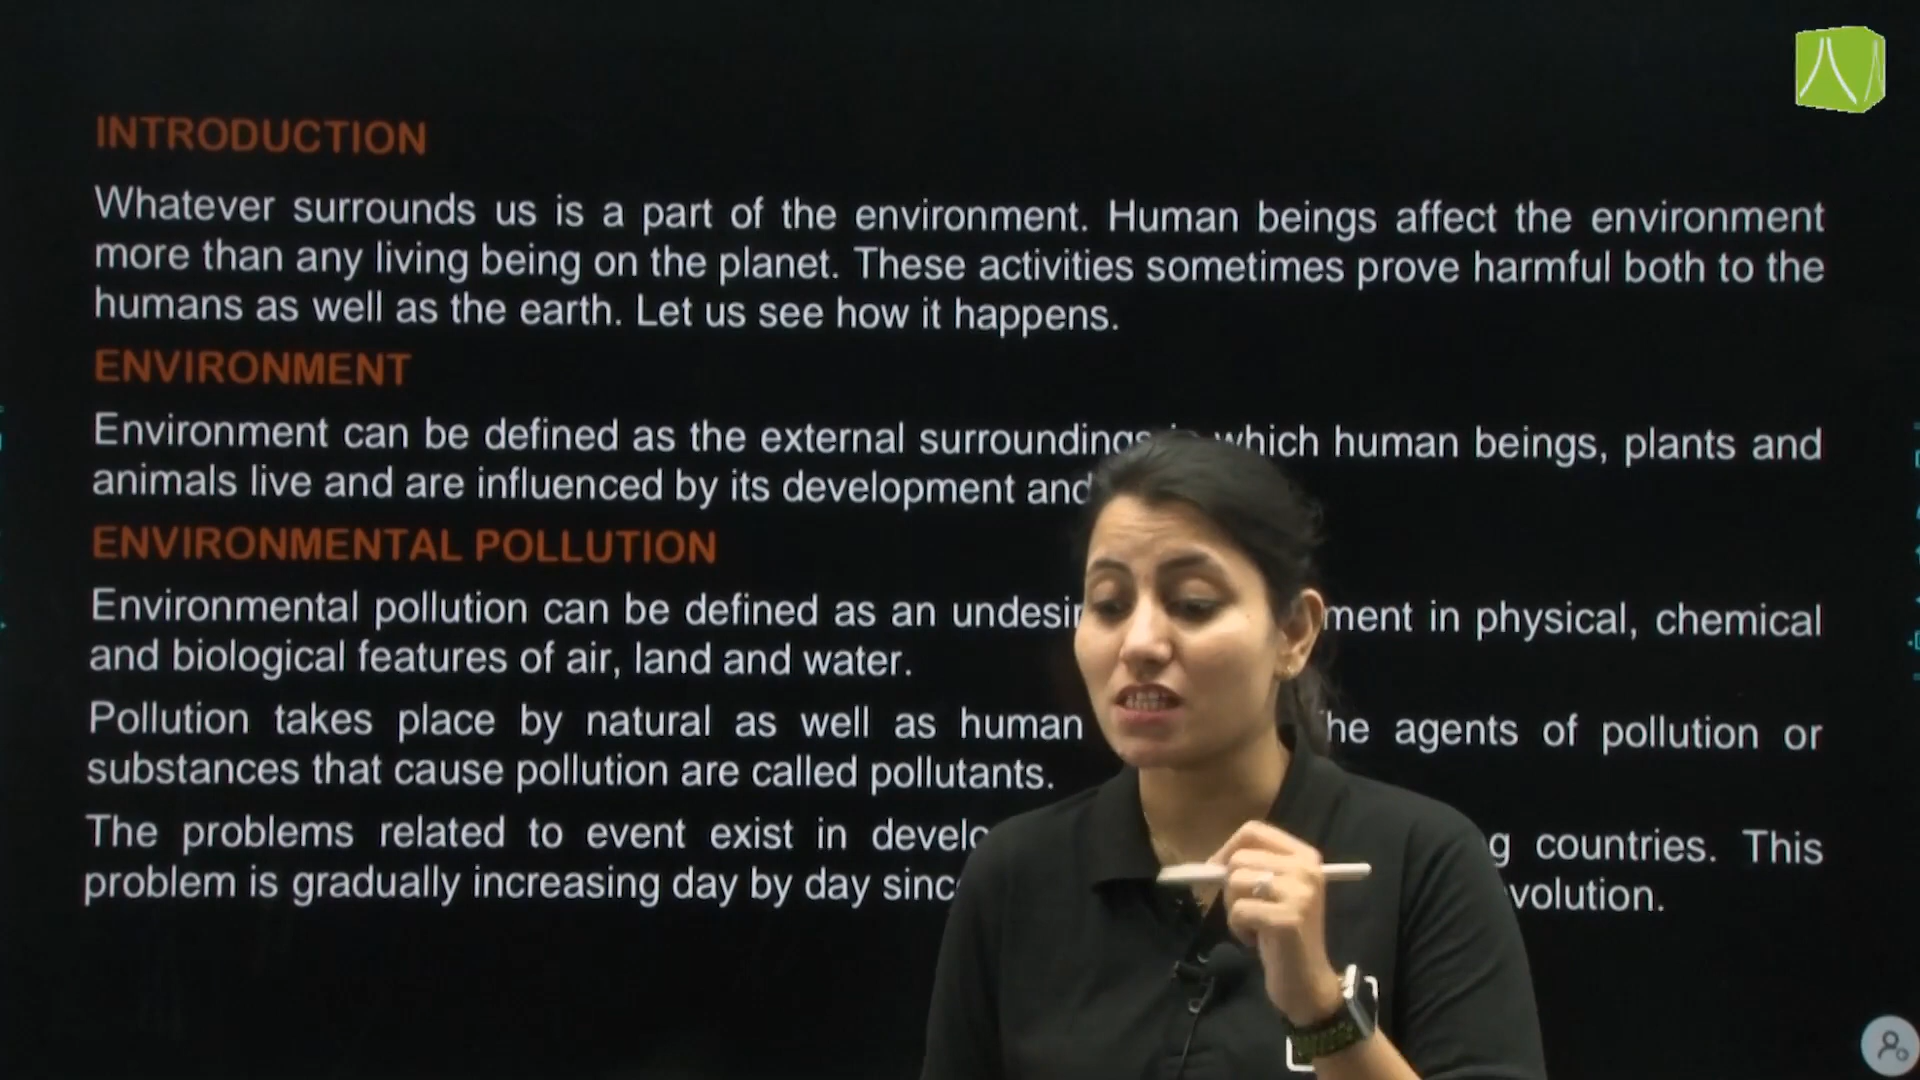 INTRODUCTION
Whatever surrounds us is a part of the environment. Human beings affect the environment
more than any living being on the planet. These activities sometimes prove harmful both to the
humans as well as the earth. Let us see how it happens.
ENVIRONMENT
Environment can be defined as the external surroundings which human beings, plants and
animals live and are influenced by its development and
ENVIRONMENTAL POLLUTION
Environmental pollution can be defined as an in physical, chemical
and biological features of air, land and water.
Pollution takes place by natural as well as human agents of pollution or
substances that cause pollution are called pollutants.
The problems related to event exist in countries. This
problem is gradually increasing day by day